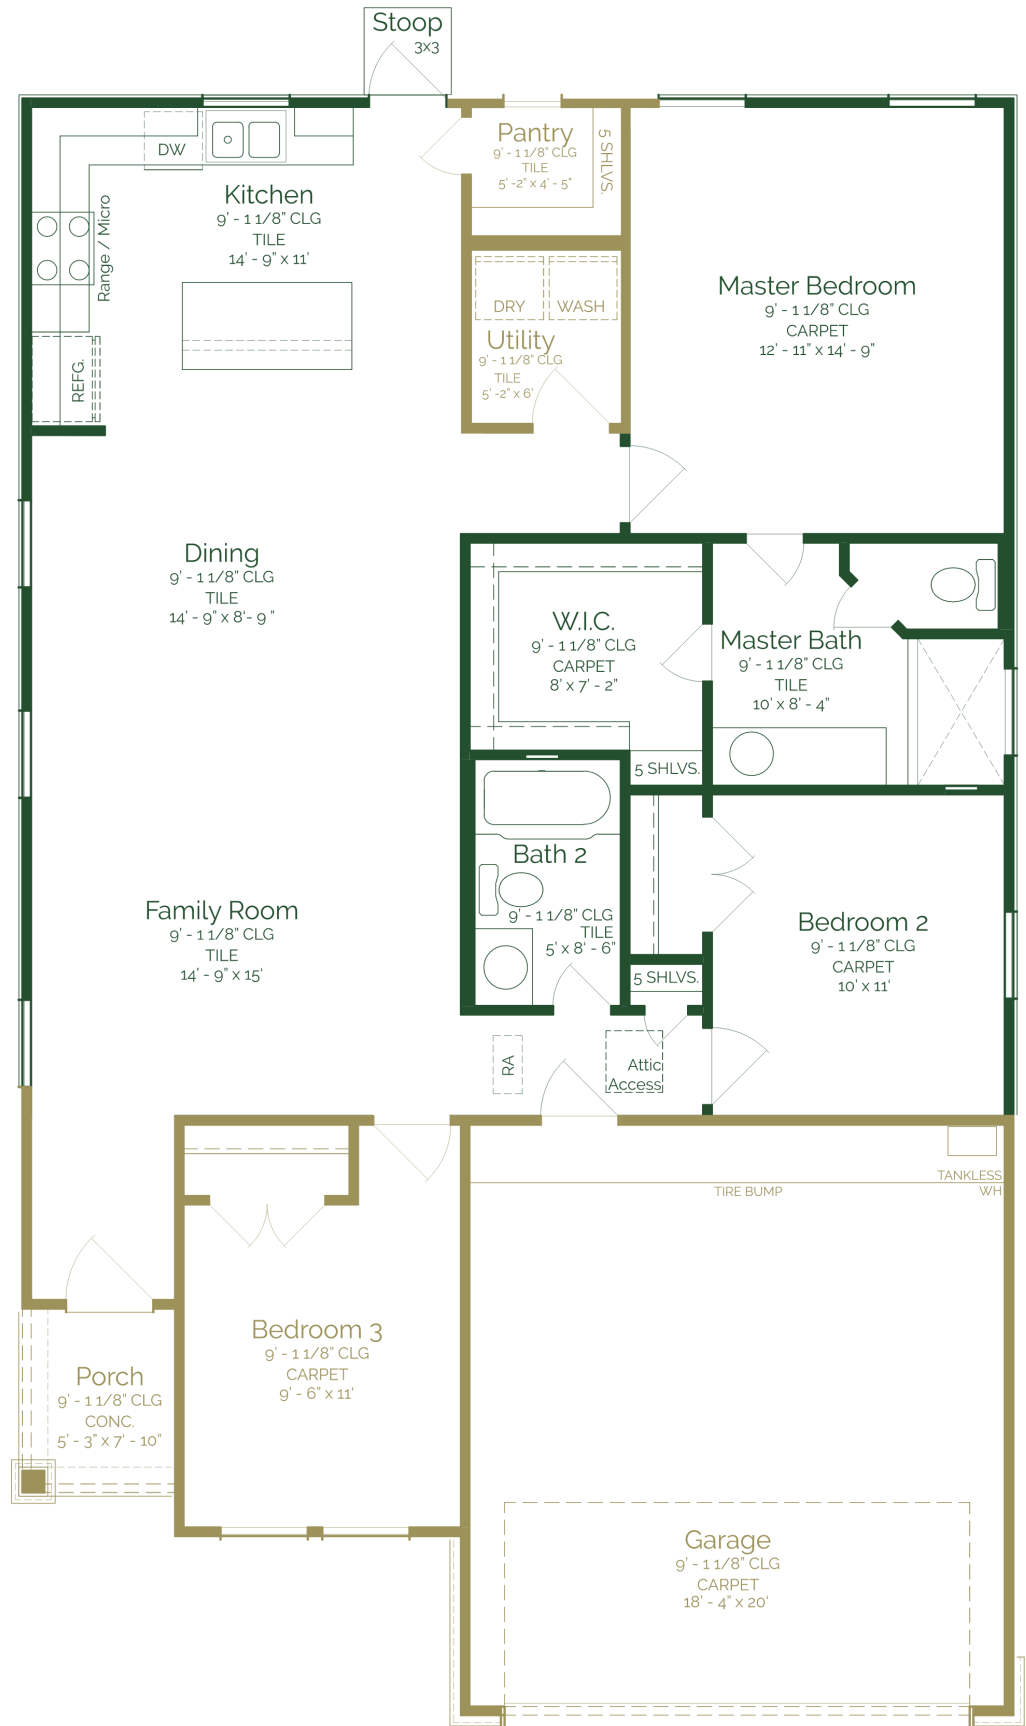 Stoop
3x3
Pantry
9' - 1 1/8" CLG
TILE
5' -2" x 4' - 5"
5 SHLVS.
DW
Kitchen
9' - 1 1/8" CLG
TILE
14' - 9" x 11'
Range / Micro
REFG.
DRY
WASH
Utility
9' - 1 1/8" CLG
TILE
5' -2" x 6'
Master Bedroom
9' - 1 1/8" CLG
CARPET
12' - 11" x 14' - 9"
Dining
9' - 1 1/8" CLG
TILE
14' - 9" x 8'- 9 "
W.I.C.
9' - 1 1/8" CLG
CARPET
8' x 7' - 2"
Master Bath
9' - 1 1/8" CLG
TILE
10' x 8' - 4"
5 SHLVS.
Bath 2
9' - 1 1/8" CLG
TILE
5' x 8' - 6"
Family Room
9' - 1 1/8" CLG
TILE
14' - 9" x 15'
Bedroom 2
9' - 1 1/8" CLG
CARPET
10' x 11'
5 SHLVS.
RA
Attic
Access
TANKLESS
WH
TIRE BUMP
Bedroom 3
9' - 1 1/8" CLG
CARPET
9' - 6" x 11'
Porch
9' - 1 1/8" CLG
CONC.
5' - 3" x 7' - 10"
Garage
9' - 1 1/8" CLG
CARPET
18' - 4" x 20'